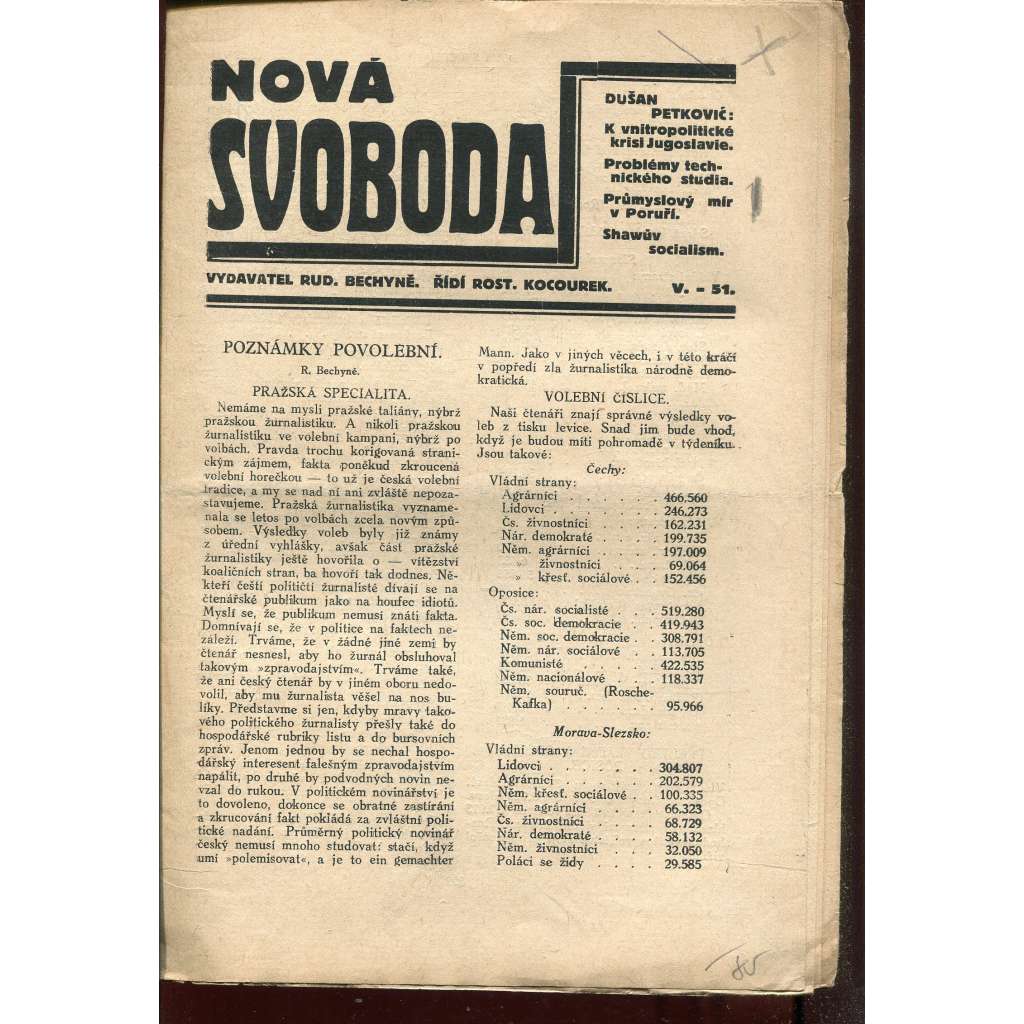 NOVÁ
SVOBODA
DUŠAN
PETKOVIĆ:
K vnitropolitické
krisi Jugoslavie.
Problémy tech-
nického studia.
Průmyslový mír
v Poruří.
Shawův
socialism.
VYDAVATEL RUD. BECHYNĚ. ŘÍDÍ ROST. KOCOUREK. V. - 51.
POZNÁMKY POVOLEBNÍ.
R. Bechyně.
PRAŽSKÁ SPECIALITA.
Nemáme na mysli pražské taliány, nýbrž
pražskou žurnalistiku. A nikoli pražskou
žurnalistiku ve volební kampani, nýbrž po
volbách. Pravda trochu korigovaná stranic-
kým zájmem, fakta poněkud zkroucená
volební horečkou — to už je česká volební
tradice, a my se nad ní ani zvláště nepoza-
stavujeme. Pražská žurnalistika vyzname-
nala se letos po volbách zcela novým způ-
sobem. Výsledky voleb byly již známy
z úřední vyhlášky, avšak část pražské
žurnalistiky ještě hovořila o — vítězství
koaličních stran, ba hovoří tak dodnes. Ně-
kteří čeští političtí žurnalisté dívají se na
čtenářské publikum jako na houfec idiotů.
Myslí se, že publikum nemusí znáti fakta.
Domnívají se, že v politice na faktech ne-
záleží. Trváme, že v žádné jiné zemi by
čtenář nesnesl, aby ho žurnál obsluhoval
takovým »zpravodajstvím«. Trváme také,
že ani český čtenář by v jiném oboru nedo-
volil, aby mu žurnalista věšel na nos bu-
líky. Představme si jen, kdyby mravy tako-
vého politického žurnalisty přešly také do
hospodářské rubriky listu a do bursovních
zpráv. Jenom jednou by se nechal hospo-
dářský interesent falešným zpravodajstvím
napálit, po druhé by podvodných novin ne-
vzal do rukou. V politickém novinářství je
to dovoleno, dokonce se obratné zastírání
a zkrucování fakt pokládá za zvláštní poli-
tické nadání. Průměrný politický novinář
český nemusí mnoho studovat: stačí, když
umí »polemisovat«, a je to ein gemachter
Mann. Jako v jiných věcech, i v této kráčí
v popředí zla žurnalistika národně demo-
kratická.
VOLEBNÍ ČÍSLICE.
Naši čtenáři znají správné výsledky vo-
leb z tisku levice. Snad jim bude vhod,
když je budou míti pohromadě v týdeníku.
Jsou takové:
Čechy:
Vládní strany:
Agrárníci . . . . . . 466.560
Lidovci . . . . . . . 246.273
Čs. živnostníci . . . . 162.231
Nár. demokraté . . . . 199.735
Něm. agrárníci . . . . 197.009
» živnostníci . . . 69.064
» křesť. sociálové . . 152.456
Oposice:
Čs. nár. socialisté . . . 519.280
Čs. soc. demokracie . . . 419.943
Něm. soc. demokracie . . 308.791
Něm. nár. sociálové . . 113.705
Komunisté . . . . . 422.535
Něm. nacionálové . . . 118.337
Něm. souruč. (Rosche-
Kafka) . . . . . . 95.966
Morava-Slezsko:
Vládní strany:
Lidovci . . . . . . . 304.807
Agrárníci . . . . . . 202.579
Něm. křesť. sociálové . . 100.335
Něm. agrárníci . . . . 66.323
Čs. živnostníci . . . . 68.729
Nár. demokraté . . . . 58.132
Něm. živnostníci . . . 32.050
Poláci se židy . . . . 29.585